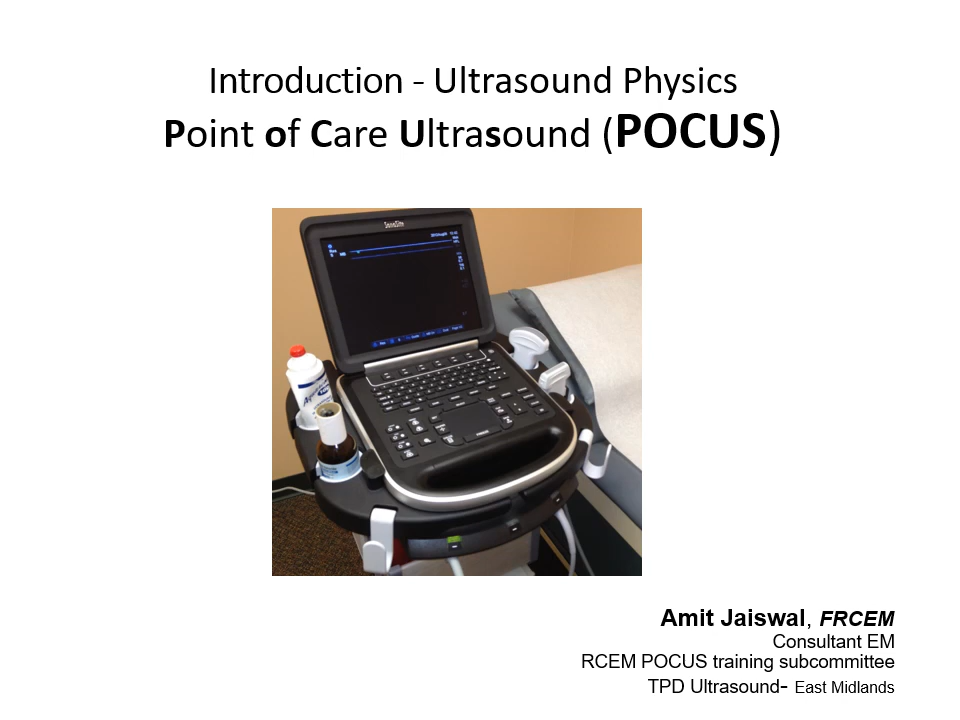 Introduction - Ultrasound Physics
Point of Care Ultrasound (POCUS)
SonoSite
Amit Jaiswal, FRCEM
Consultant EM
RCEM POCUS training subcommittee
TPD Ultrasound- East Midlands